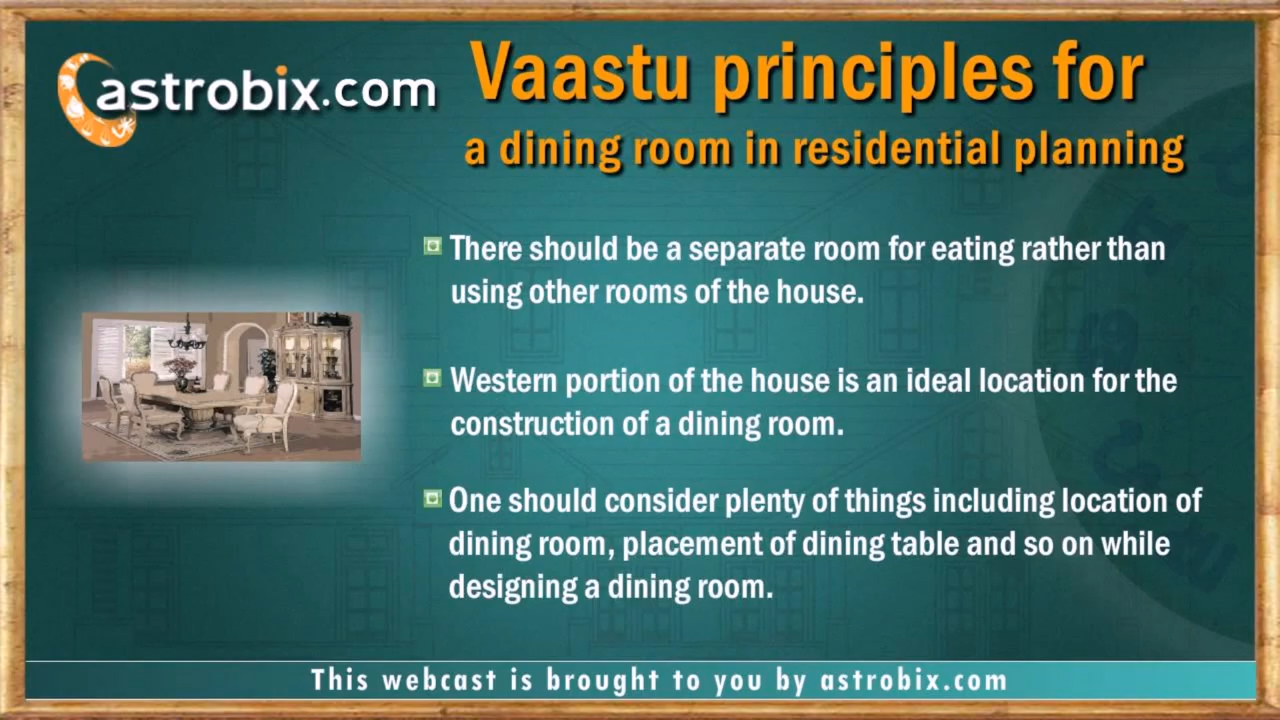 astrobix.com
Vaastu principles for
a dining room in residential planning
There should be a separate room for eating rather than
using other rooms of the house.
Western portion of the house is an ideal location for the
construction of a dining room.
One should consider plenty of things including location of
dining room, placement of dining table and so on while
designing a dining room.
This webcast is brought to you by astrobix.com